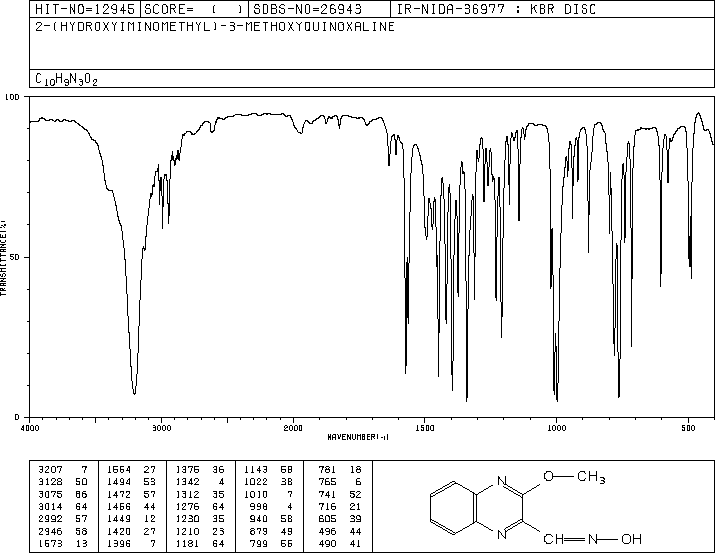 HIT-NO=12945 SCORE= ( ) SDBS-NO=26943 IR-NIDA-36977 : KBR DISC
2-(HYDROXYIMINOMETHYL)-3-METHOXYQUINOXALINE
C10H9N3O2
100
50
0
TRANSMITTANCE(%)
4000 3000 2000 1500 1000 500
WAVENUMBER(-1)
3207 7 1564 27 1376 36 1143 58 781 18
3128 50 1494 53 1342 4 1022 38 765 6
3075 66 1472 57 1312 35 1010 7 741 52
3014 64 1456 44 1276 64 998 4 716 21
2992 57 1449 12 1230 35 940 58 605 39
2946 58 1420 27 1210 23 879 49 496 44
1573 13 1396 7 1181 64 799 55 490 41
N O CH3
N CH N OH